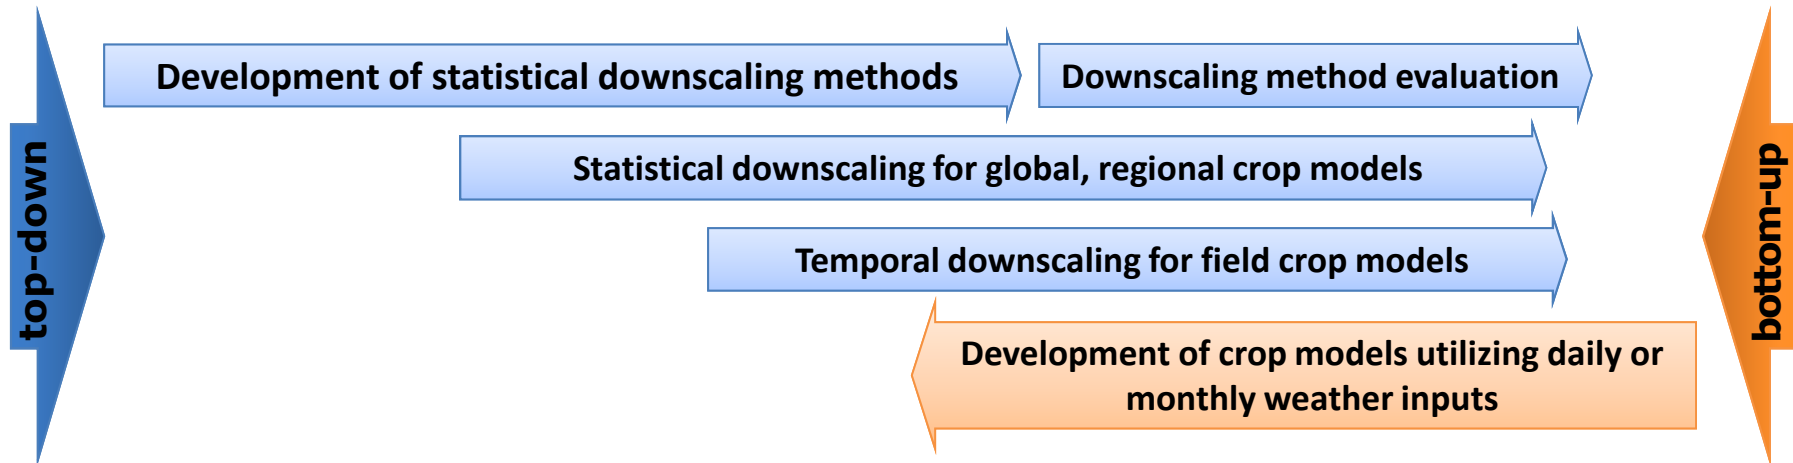 top-down
Development of statistical downscaling methods
Downscaling method evaluation
Statistical downscaling for global, regional crop models
Temporal downscaling for field crop models
Development of crop models utilizing daily or
monthly weather inputs
bottom-up